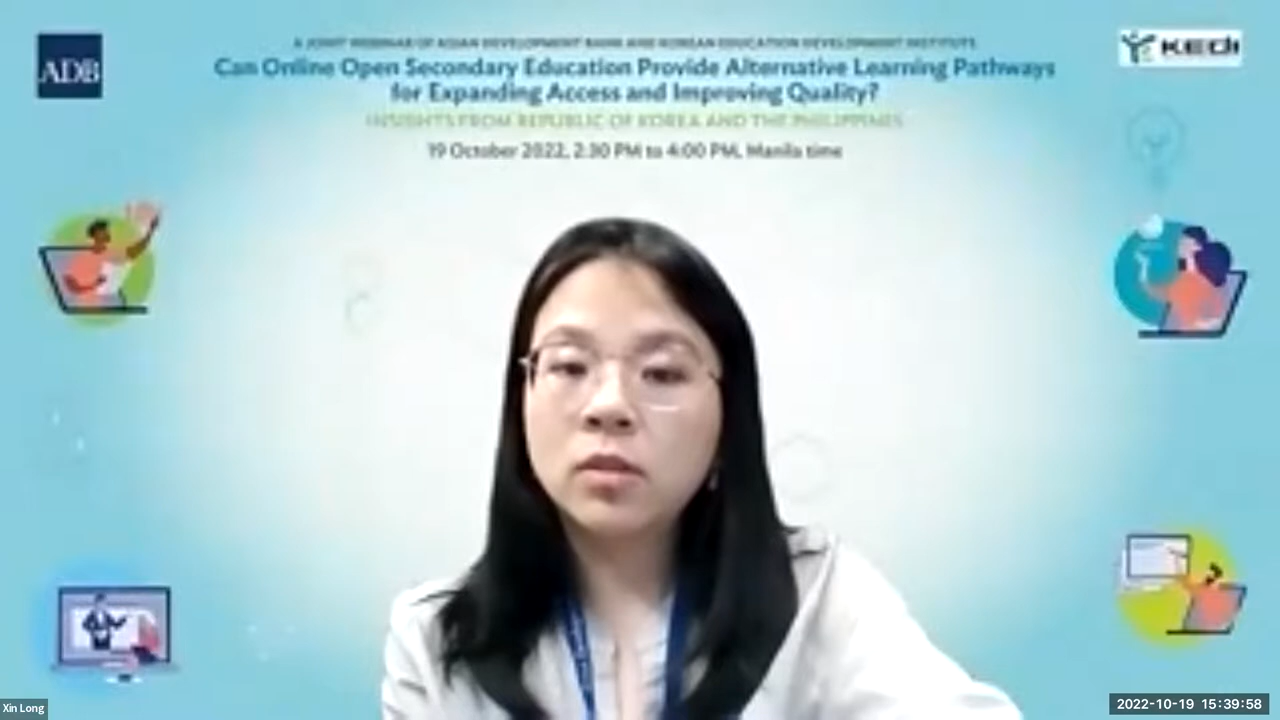 ADB
A JOINT WEBINAR OF ASIAN DEVELOPMENT BANK AND KOREAN EDUCATION DEVELOPMENT INSTITUTE
KEDI
Can Online Open Secondary Education Provide Alternative Learning Pathways
for Expanding Access and Improving Quality?
INSIGHTS FROM REPUBLIC OF KOREA AND THE PHILIPPINES
19 October 2022, 2:30 PM to 4:00 PM, Manila time
Xin Long
2022-10-19 15:39:58